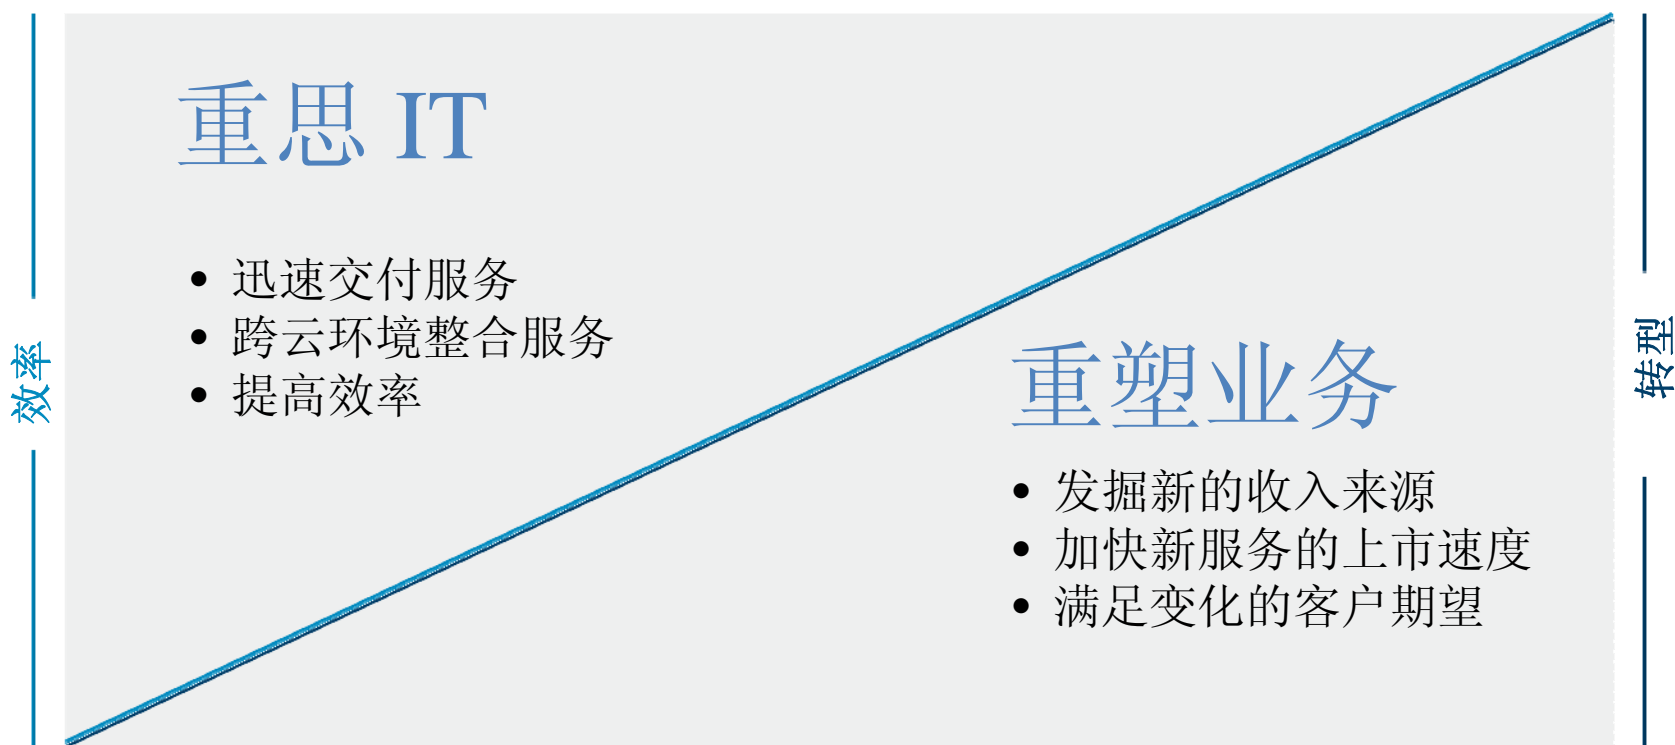 重思 IT
• 迅速交付服务
• 跨云环境整合服务
• 提高效率
效率
重塑业务
• 发掘新的收入来源
• 加快新服务的上市速度
• 满足变化的客户期望
转型